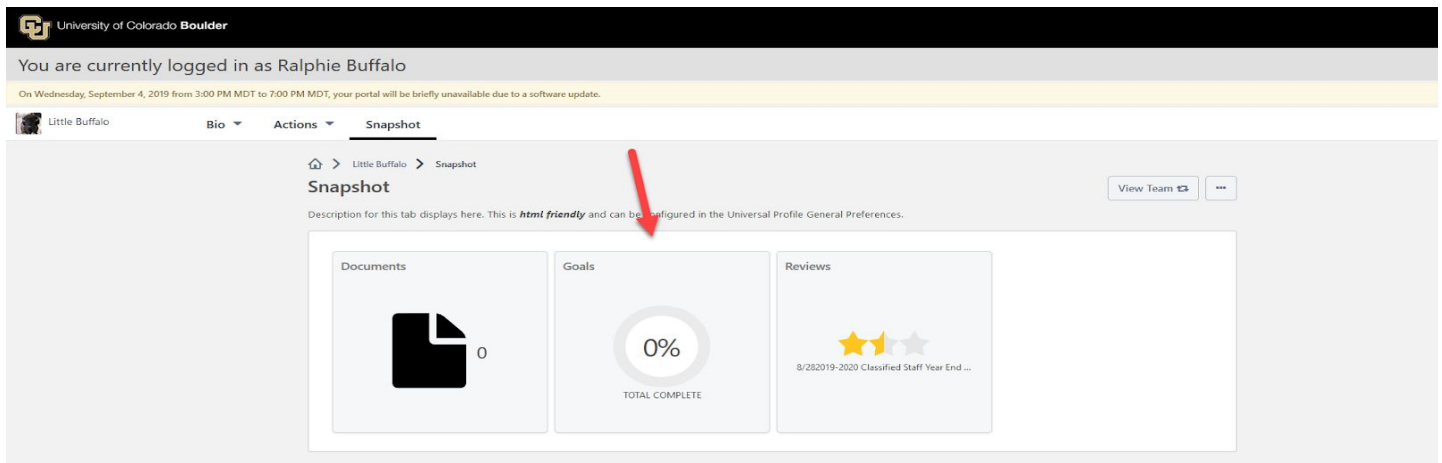 University of Colorado Boulder
You are currently logged in as Ralphie Buffalo
On Wednesday, September 4, 2019 from 3:00 PM MDT to 7:00 PM MDT, your portal will be briefly unavailable due to a software update.
Little Buffalo
Bio
Actions
Snapshot
Little Buffalo
Snapshot
Snapshot
View Team
Description for this tab displays here. This is html friendly and can be configured in the Universal Profile General Preferences.
Documents
0
Goals
0%
TOTAL COMPLETE
Reviews
8/282019-2020 Classified Staff Year End ...